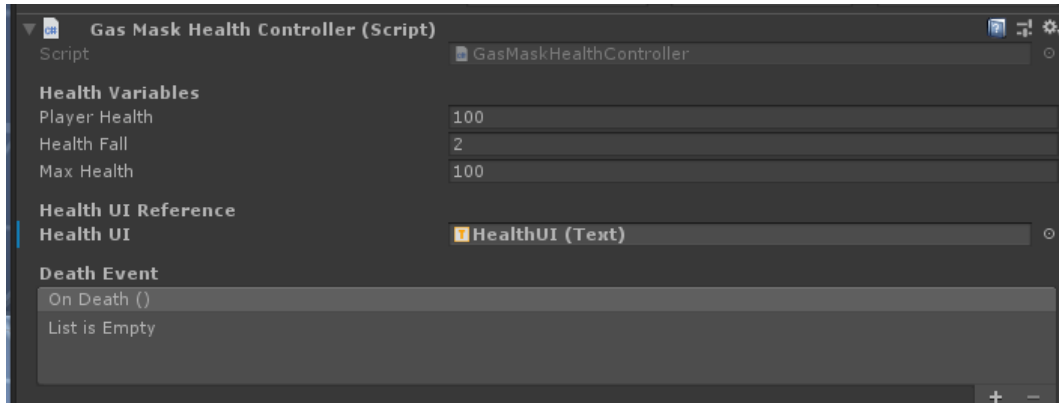 Gas Mask Health Controller (Script)
Script GasMaskHealthController
Health Variables
Player Health 100
Health Fall 2
Max Health 100
Health UI Reference
Health UI HealthUI (Text)
Death Event
On Death ()
List is Empty